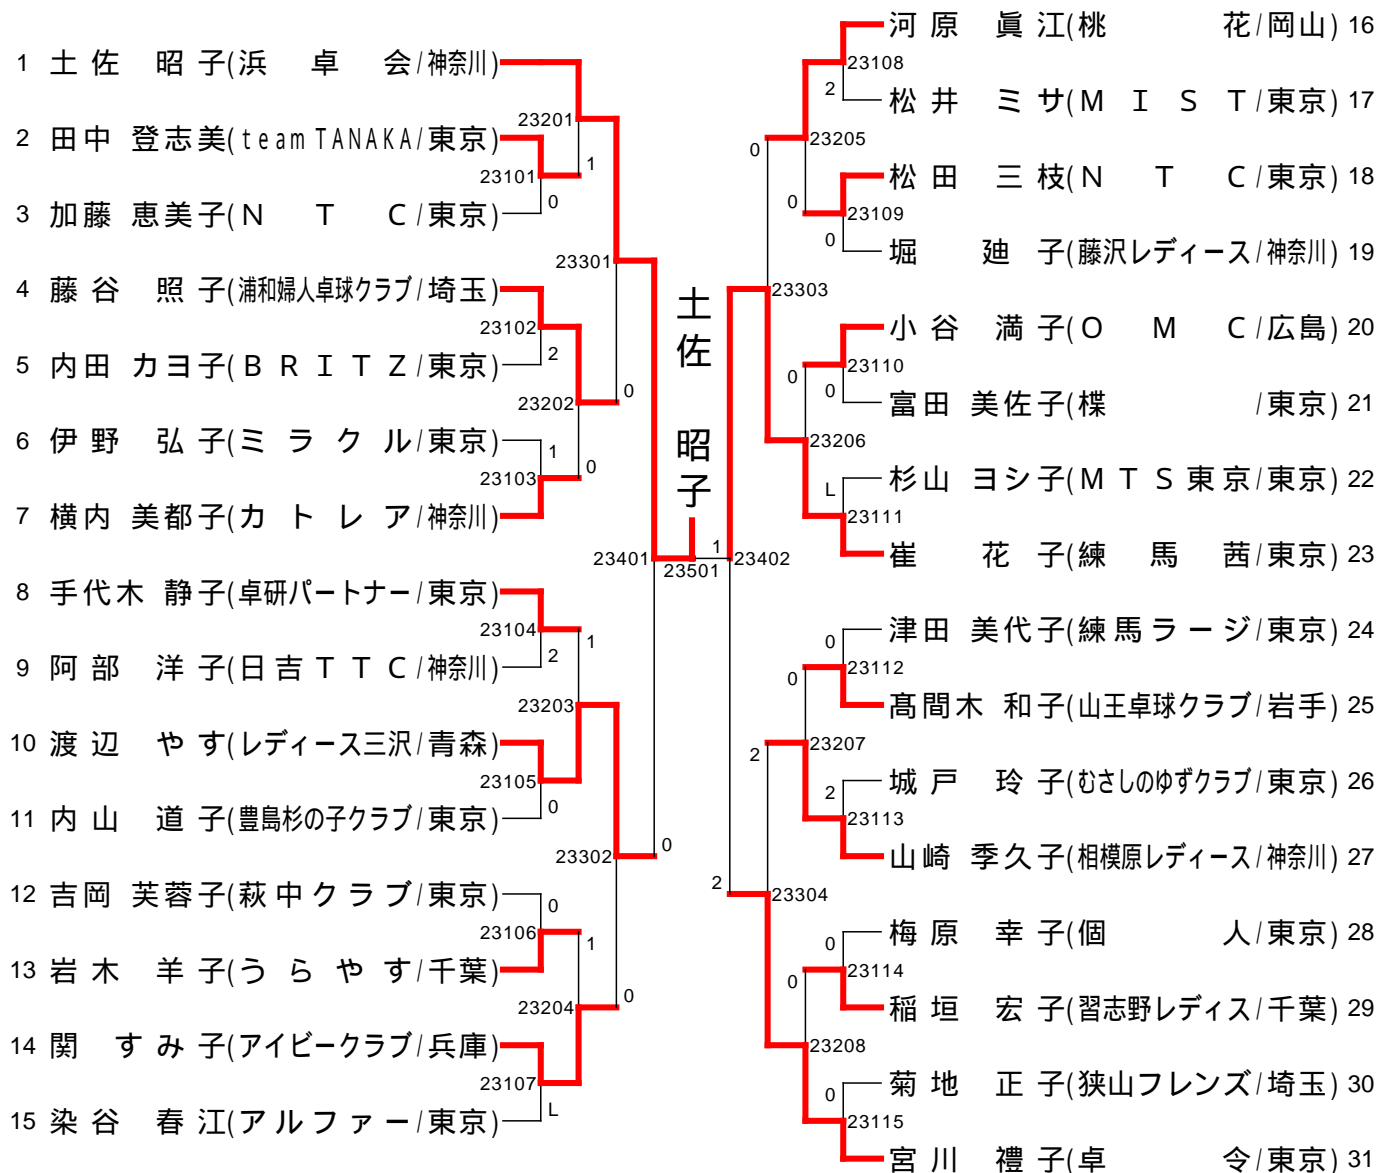 1 土佐 昭子(浜卓会/神奈川)
2 田中 登志美(team TANAKA/東京)
3 加藤 恵美子(NTC/東京)
4 藤谷 照子(浦和婦人卓球クラブ/埼玉)
5 内田 カヨ子(BRITZ/東京)
6 伊野 弘子(ミラクル/東京)
7 横内 美都子(カトレア/神奈川)
8 手代木 静子(卓研パートナー/東京)
9 阿部 洋子(日吉TTC/神奈川)
10 渡辺 やす(レディース三沢/青森)
11 内山 道子(豊島杉の子クラブ/東京)
12 吉岡 芙蓉子(萩中クラブ/東京)
13 岩木 羊子(うらやす/千葉)
14 関 すみ子(アイビークラブ/兵庫)
15 染谷 春江(アルファー/東京)
23101
0
23102
2
23103
1
23104
2
23105
0
23106
0
23107
L
23201
1
23202
0
23203
1
23204
1
23301
0
23302
0
23401
0
土佐 昭子
23501
1
23402
2
23303
0
23304
2
23205
0
23206
0
23207
0
23208
0
23108
2
23109
0
23110
0
23111
L
23112
0
23113
2
23114
0
23115
0
河原 眞江(桃花/岡山) 16
松井 ミサ(MIST/東京) 17
松田 三枝(NTC/東京) 18
堀 廸子(藤沢レディース/神奈川) 19
小谷 満子(OMC/広島) 20
富田 美佐子(楪/東京) 21
杉山 ヨシ子(MTS東京/東京) 22
崔 花子(練馬茜/東京) 23
津田 美代子(練馬ラージ/東京) 24
髙間木 和子(山王卓球クラブ/岩手) 25
城戸 玲子(むさしのゆずクラブ/東京) 26
山崎 季久子(相模原レディース/神奈川) 27
梅原 幸子(個人/東京) 28
稲垣 宏子(習志野レディス/千葉) 29
菊地 正子(狭山フレンズ/埼玉) 30
宮川 禮子(卓令/東京) 31